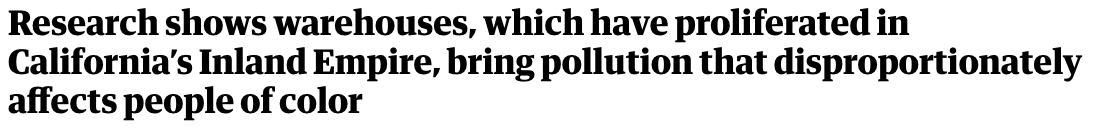 Research shows warehouses, which have proliferated in
California’s Inland Empire, bring pollution that disproportionately
affects people of color